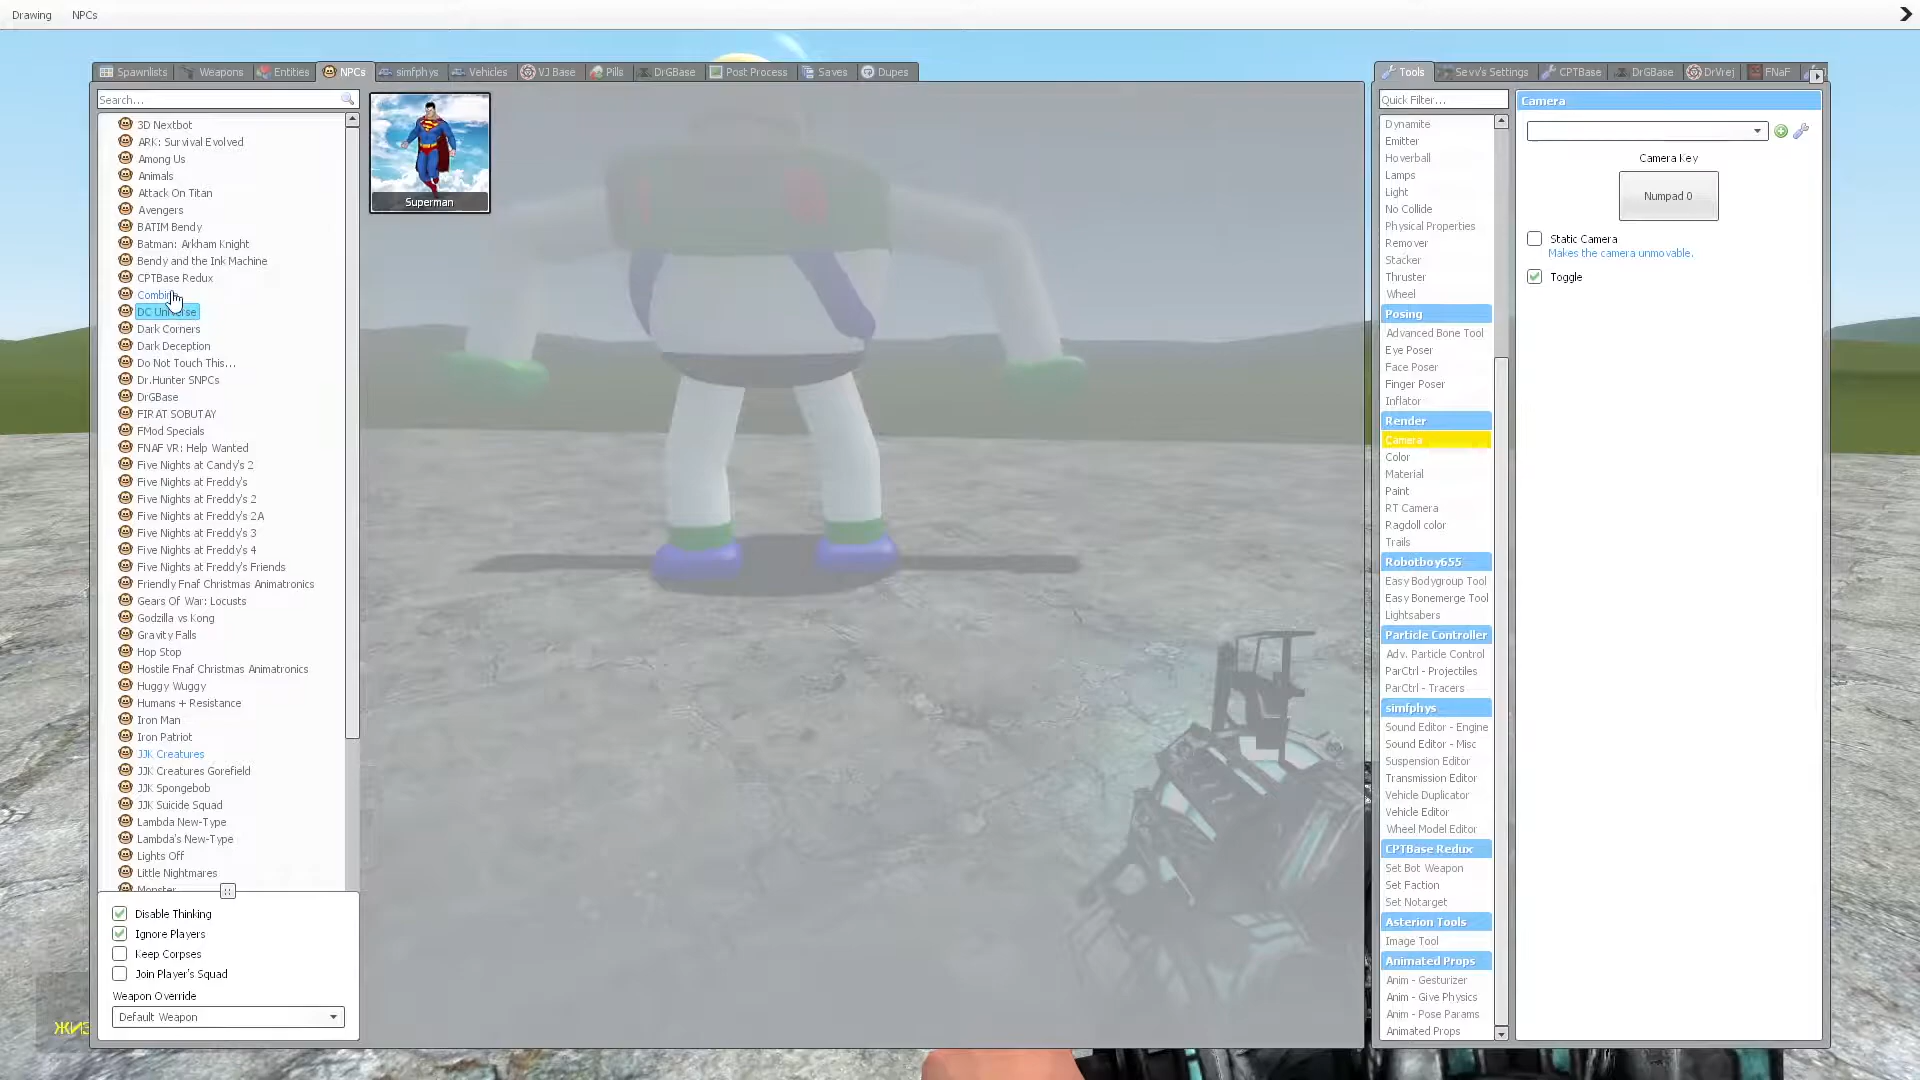 Drawing NPCs
Spawnlists Weapons Entities NPCs simfphys Vehicles VJ Base Pills DrGBase Post Process Saves Dupes
Search...
3D Nextbot
ARK: Survival Evolved
Among Us
Animals
Attack On Titan
Avengers
BATIM Bendy
Batman: Arkham Knight
Bendy and the Ink Machine
CPTBase Redux
DC Universe
Dark Corners
Dark Deception
Do Not Touch This...
Dr.Hunter SNPCs
DrGBase
FIRAT SOBUTAY
FMod Specials
FNAF VR: Help Wanted
Five Nights at Candy's 2
Five Nights at Freddy's
Five Nights at Freddy's 2
Five Nights at Freddy's 2A
Five Nights at Freddy's 3
Five Nights at Freddy's 4
Five Nights at Freddy's Friends
Friendly Fnaf Christmas Animatronics
Gears Of War: Locusts
Godzilla vs Kong
Gravity Falls
Hop Stop
Hostile Fnaf Christmas Animatronics
Huggy Wuggy
Humans + Resistance
Iron Man
Iron Patriot
JJK Creatures
JJK Creatures Gorefield
JJK Spongebob
JJK Suicide Squad
Lambda New-Type
Lambda's New-Type
Lights Off
Little Nightmares
Monster
Disable Thinking
Ignore Players
Keep Corpses
Join Player's Squad
Weapon Override
Default Weapon
Superman
Tools Sevv's Settings CPTBase DrGBase DrVrej FNaF
Quick Filter...
Dynamite
Emitter
Hoverball
Lamps
Light
No Collide
Physical Properties
Remover
Stacker
Thruster
Wheel
Posing
Advanced Bone Tool
Eye Poser
Face Poser
Finger Poser
Inflator
Render
Camera
Color
Material
Paint
RT Camera
Ragdoll color
Trails
Robotboy655
Easy Bodygroup Tool
Easy Bonemerge Tool
Lightsabers
Particle Controller
Adv. Particle Control
ParCtrl - Projectiles
ParCtrl - Tracers
simfphys
Sound Editor - Engine
Sound Editor - Misc
Suspension Editor
Transmission Editor
Vehicle Duplicator
Vehicle Editor
Wheel Model Editor
CPTBase Redux
Set Bot Weapon
Set Faction
Set Notarget
Asterion Tools
Image Tool
Animated Props
Anim - Gesturizer
Anim - Give Physics
Anim - Pose Params
Animated Props
Camera
Camera Key
Numpad 0
Static Camera
Makes the camera unmovable.
Toggle